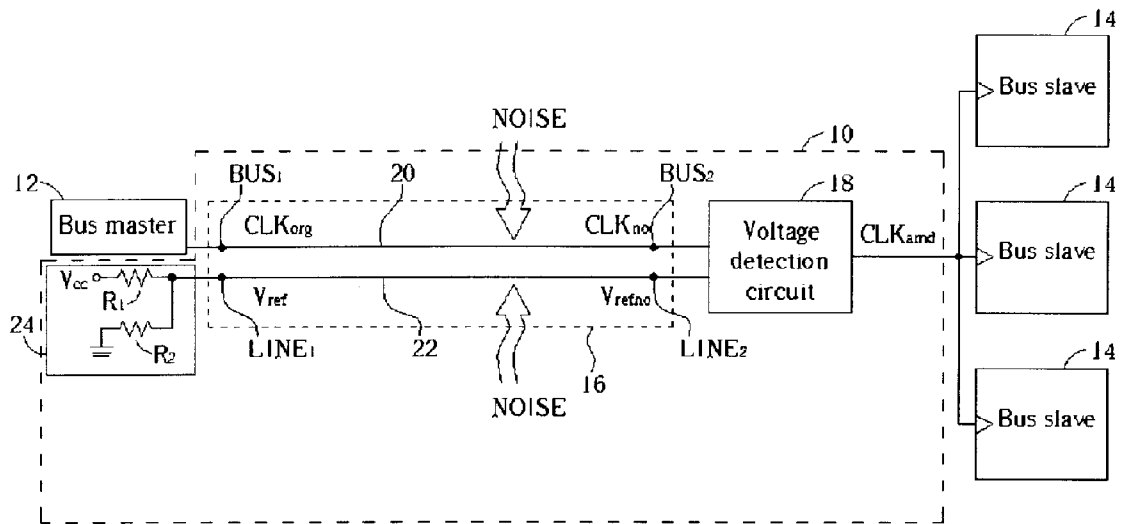 14
Bus slave
NOISE
10
12
BUS1
20
BUS2
18
14
Bus master
CLKorg
CLKno
Voltage
detection
circuit
CLKamd
Bus slave
Vcc
R1
Vref
Vrefno
24
R2
LINE1
22
16
LINE2
14
NOISE
Bus slave